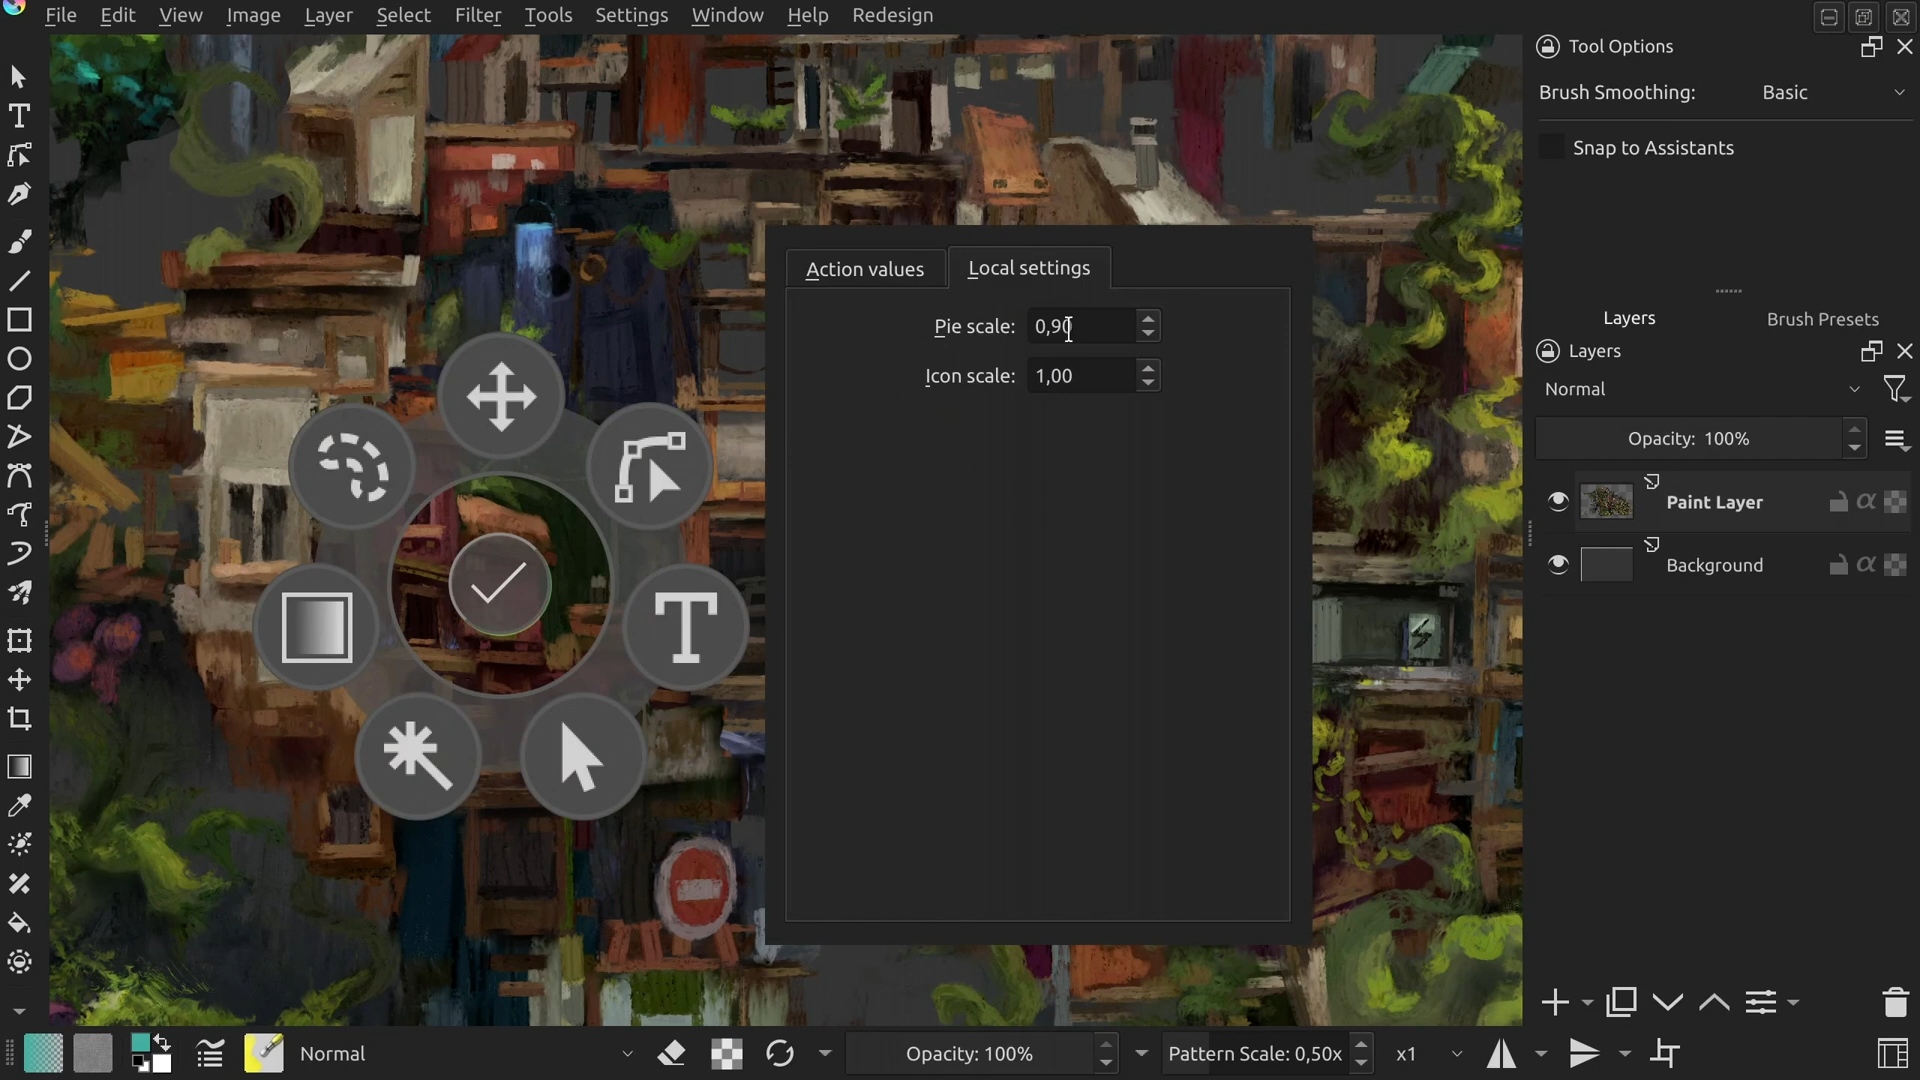 File Edit View Image Layer Select Filter Tools Settings Window Help Redesign
Tool Options
Brush Smoothing: Basic
Snap to Assistants
Action values Local settings
Pie scale: 0,90
Icon scale: 1,00
T
Layers Brush Presets
Layers
Normal
Opacity: 100%
Paint Layer α
Background α
Normal
Opacity: 100%
Pattern Scale: 0,50x
x1